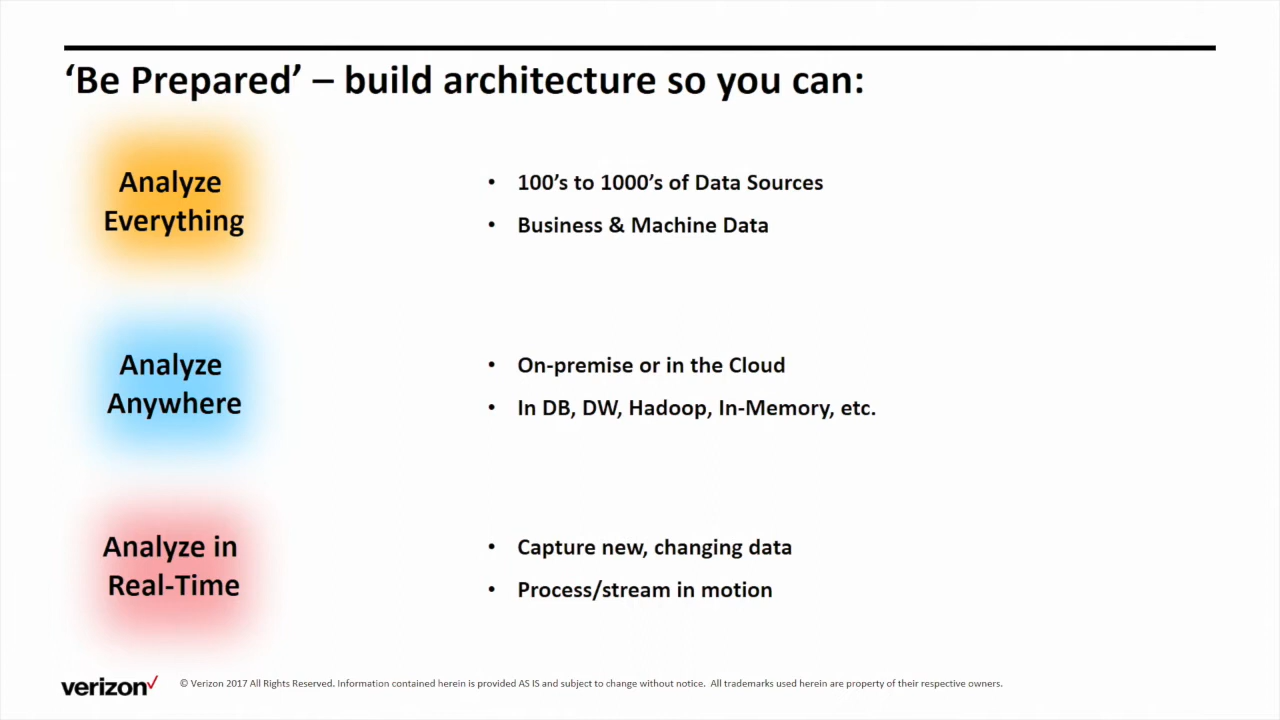 ‘Be Prepared’ – build architecture so you can:
Analyze
Everything
• 100’s to 1000’s of Data Sources
• Business & Machine Data
Analyze
Anywhere
• On-premise or in the Cloud
• In DB, DW, Hadoop, In-Memory, etc.
Analyze in
Real-Time
• Capture new, changing data
• Process/stream in motion
verizon✓
© Verizon 2017 All Rights Reserved. Information contained herein is provided AS IS and subject to change without notice. All trademarks used herein are property of their respective owners.